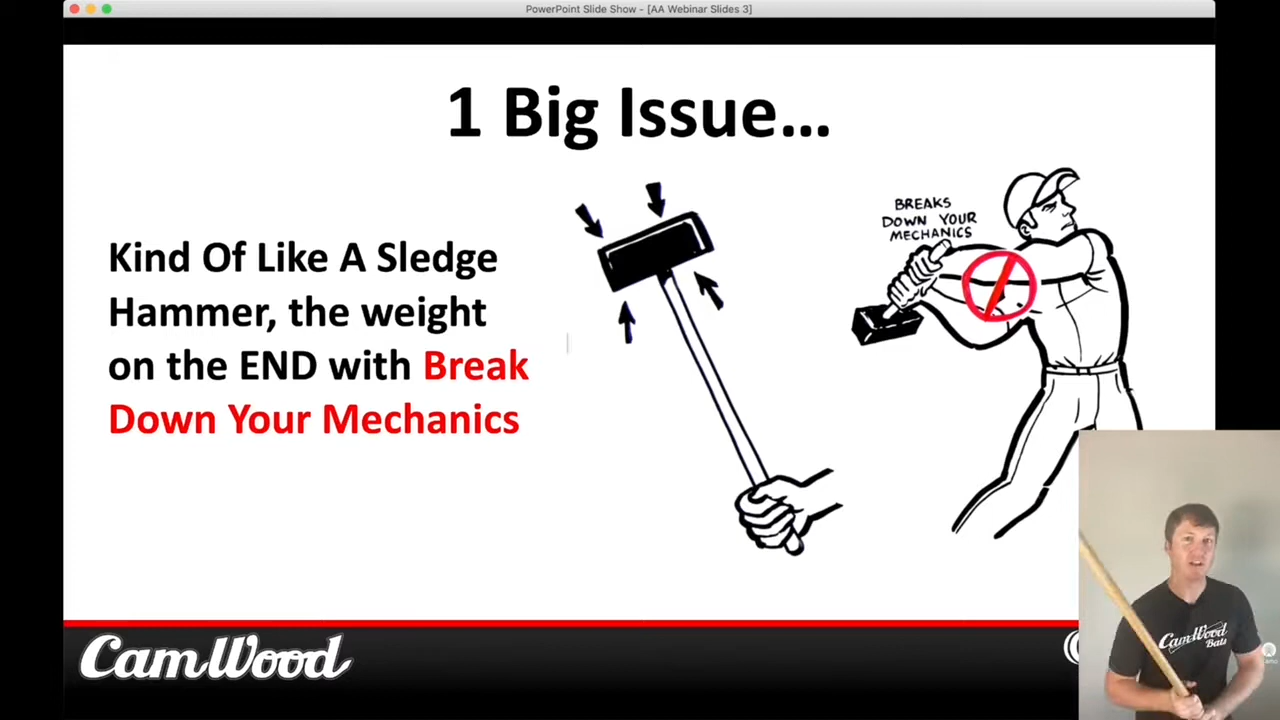 PowerPoint Slide Show - [AA Webinar Slides 3]
1 Big Issue...
BREAKS
DOWN YOUR
MECHANICS
Kind Of Like A Sledge
Hammer, the weight
on the END with Break
Down Your Mechanics
CamWood
CamWood
Bats